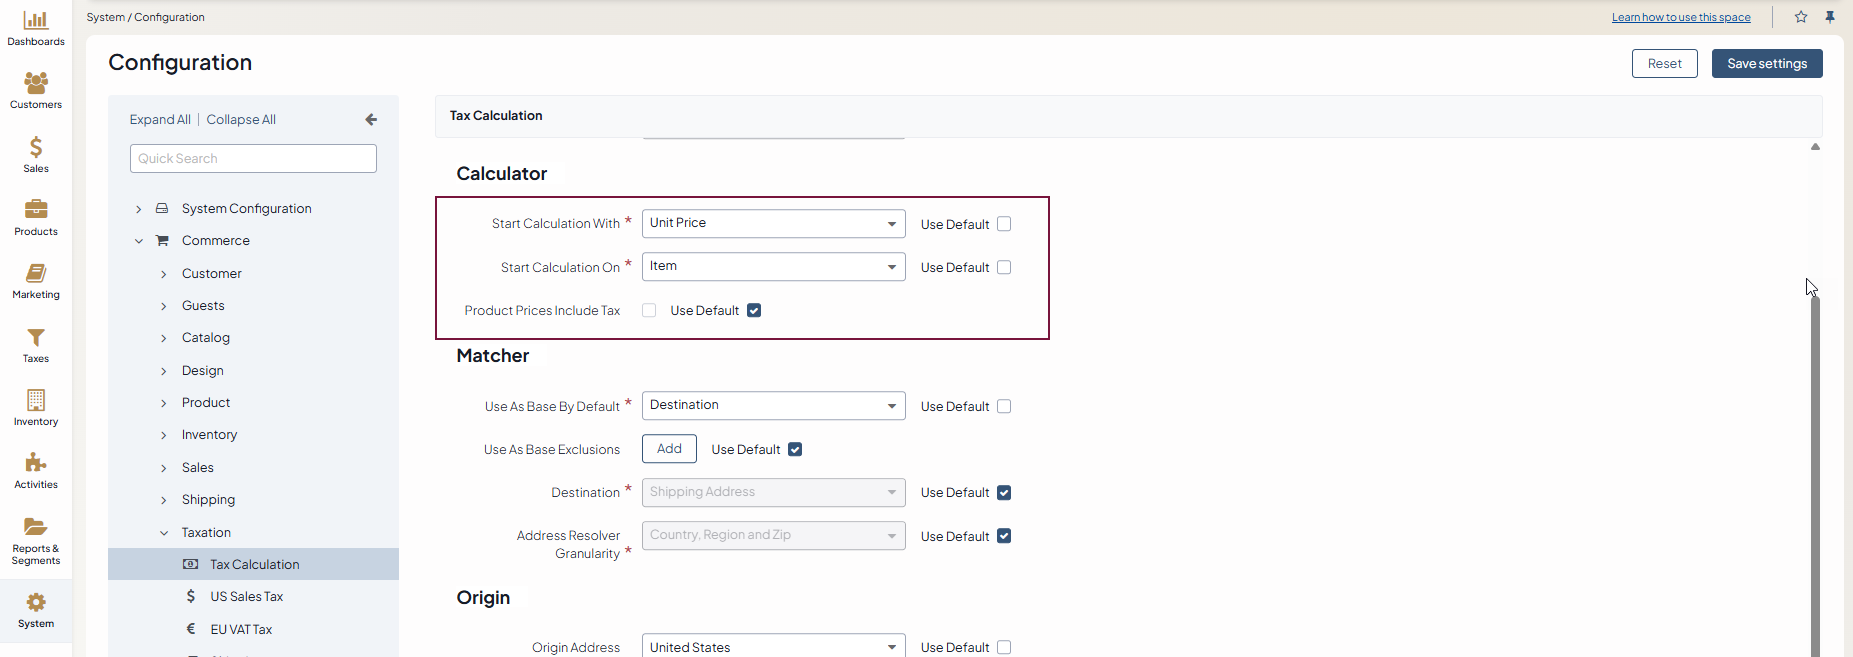 System / Configuration
Learn how to use this space
Dashboards
Customers
Sales
Products
Marketing
Taxes
Inventory
Activities
Reports &
Segments
System
Configuration
Reset
Save settings
Expand All | Collapse All
Quick Search
System Configuration
Commerce
Customer
Guests
Catalog
Design
Product
Inventory
Sales
Shipping
Taxation
Tax Calculation
US Sales Tax
EU VAT Tax
Tax Calculation
Calculator
Start Calculation With * Unit Price Use Default
Start Calculation On * Item Use Default
Product Prices Include Tax Use Default
Matcher
Use As Base By Default * Destination Use Default
Use As Base Exclusions Add Use Default
Destination * Shipping Address Use Default
Address Resolver
Granularity * Country, Region and Zip Use Default
Origin
Origin Address United States Use Default